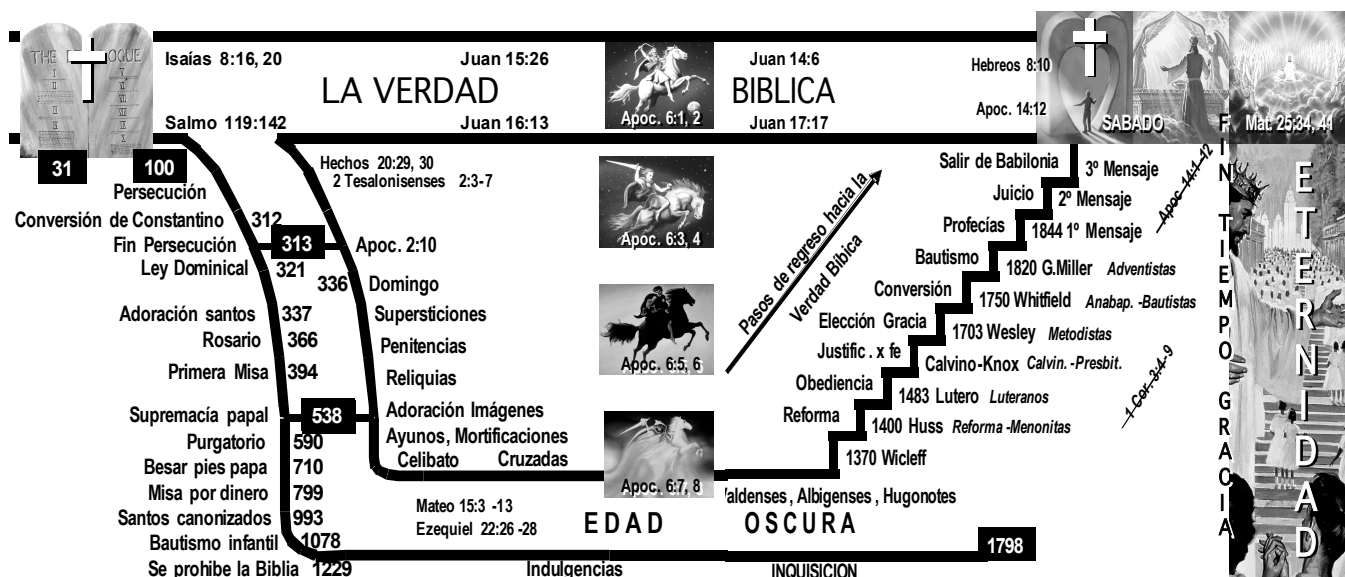 THE
OGUE
Isaías 8:16, 20
Juan 15:26
Juan 14:6
Hebreos 8:10
LA VERDAD
BIBLICA
Apoc. 6:1, 2
Apoc. 14:12
Salmo 119:142
Juan 16:13
Juan 17:17
SABADO
Mat. 25:34, 41
31
100
Persecución
Conversión de Constantino 312
Fin Persecución
313
Apoc. 2:10
Ley Dominical 321
336 Domingo
Adoración santos 337
Supersticiones
Rosario 366
Penitencias
Primera Misa 394
Reliquias
Supremacía papal
538
Adoración Imágenes
Purgatorio 590
Ayunos, Mortificaciones
Besar pies papa 710
Celibato Cruzadas
Misa por dinero 799
Santos canonizados 993
Bautismo infantil 1078
Se prohibe la Biblia 1229
Hechos 20:29, 30
2 Tesalonisenses 2:3-7
Apoc. 6:3, 4
Apoc. 6:5, 6
Apoc. 6:7, 8
Mateo 15:3 -13
Ezequiel 22:26 -28
EDAD OSCURA
Indulgencias
INQUISICION
1798
Pasos de regreso hacia la
Verdad Bíbica
Salir de Babilonia
3º Mensaje
Juicio
2º Mensaje
Profecías
1844 1º Mensaje
Bautismo
1820 G.Miller Adventistas
Conversión
1750 Whitfield Anabap. -Bautistas
Elección Gracia
1703 Wesley Metodistas
Justific . x fe
Calvino-Knox Calvin. -Presbit.
Obediencia
1483 Lutero Luteranos
Reforma
1400 Huss Reforma -Menonitas
1370 Wicleff
Valdenses , Albigenses , Hugonotes
Apoc 14:1-12
1 Cor. 3:4- 9
FIN TIEMPO GRACIA
ETERNIDAD